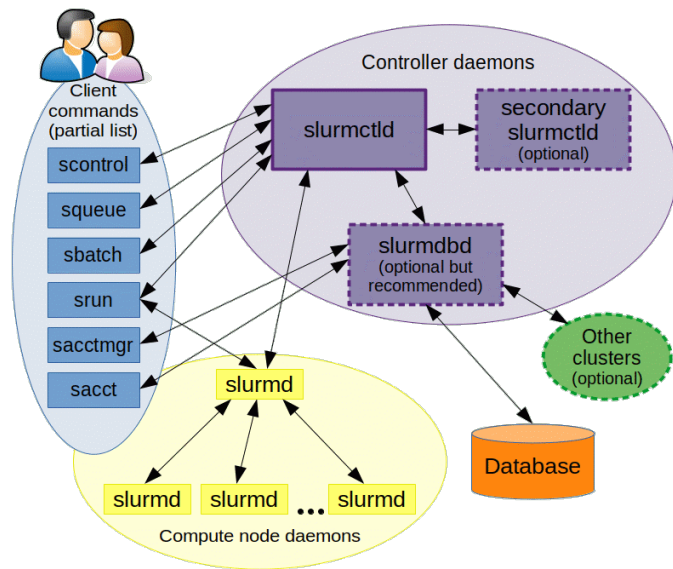 Client
commands
(partial list)
scontrol
squeue
sbatch
srun
sacctmgr
sacct
Controller daemons
slurmctld
secondary
slurmctld
(optional)
slurmdbd
(optional but
recommended)
Other
clusters
(optional)
Database
slurmd
slurmd
slurmd
...
slurmd
Compute node daemons